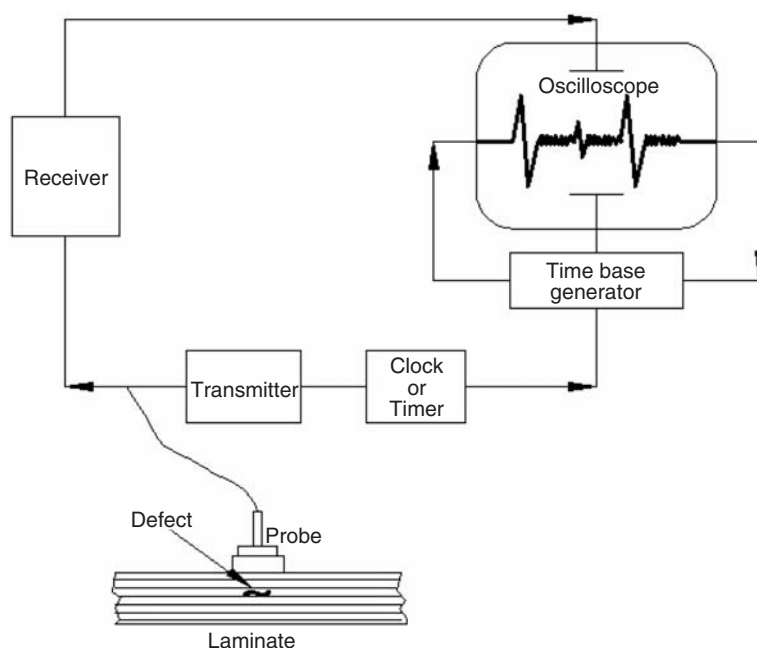 Oscilloscope
Receiver
Time base
generator
Transmitter
Clock
or
Timer
Defect
Probe
Laminate